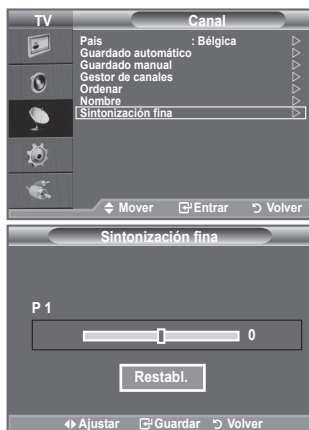 TV Canal
País : Bélgica
Guardado automático
Guardado manual
Gestor de canales
Ordenar
Nombre
Sintonización fina
Mover Entrar Volver
Sintonización fina
P 1
0
Restabl.
Ajustar Guardar Volver